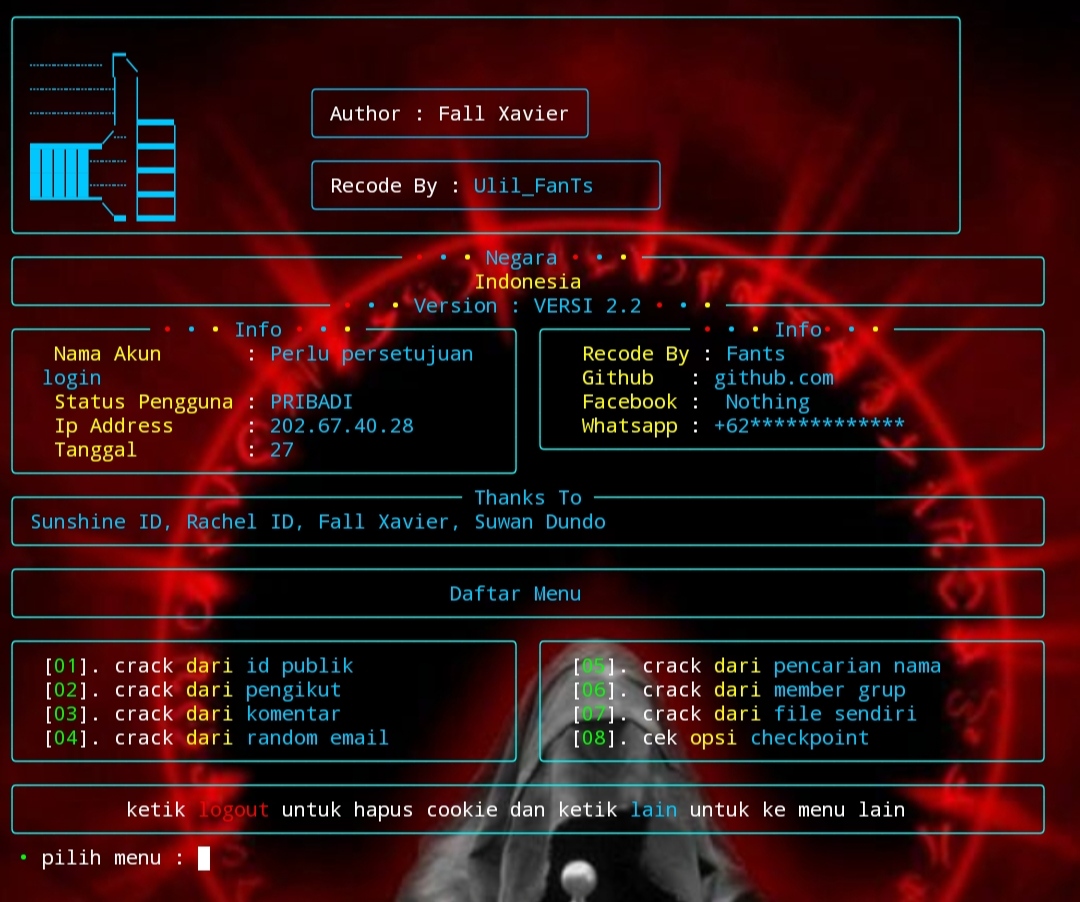 Author : Fall Xavier
Recode By : Ulil_FanTs
Negara
Indonesia
Version : VERSI 2.2
Info
Nama Akun : Perlu persetujuan
login
Status Pengguna : PRIBADI
Ip Address : 202.67.40.28
Tanggal : 27
Info
Recode By : Fants
Github : github.com
Facebook : Nothing
Whatsapp : +62*************
Thanks To
Sunshine ID, Rachel ID, Fall Xavier, Suwan Dundo
Daftar Menu
[01]. crack dari id publik
[02]. crack dari pengikut
[03]. crack dari komentar
[04]. crack dari random email
[05]. crack dari pencarian nama
[06]. crack dari member grup
[07]. crack dari file sendiri
[08]. cek opsi checkpoint
ketik logout untuk hapus cookie dan ketik lain untuk ke menu lain
• pilih menu :